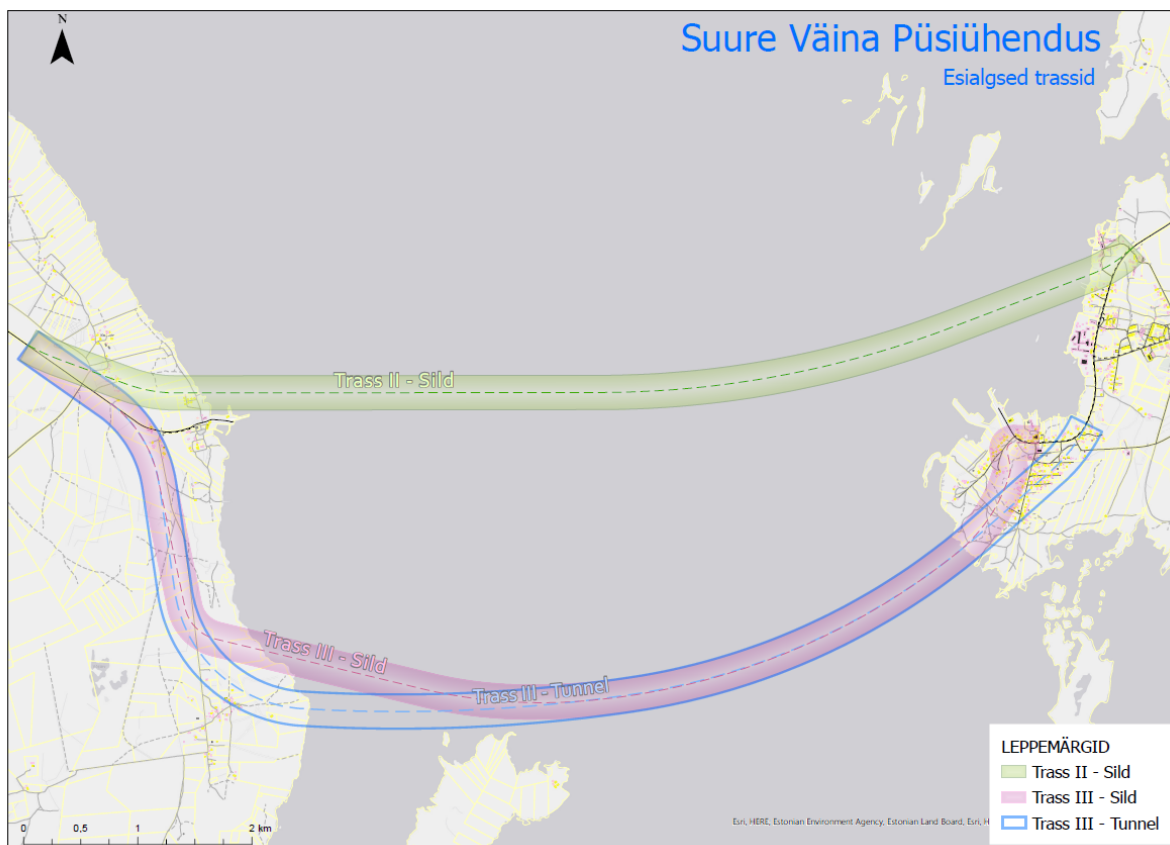 N
Suure Väina Püsiühendus
Esialgsed trassid
Trass II - Sild
Trass III - Sild
Trass III - Tunnel
LEPPEMÄRGID
Trass II - Sild
Trass III - Sild
Trass III - Tunnel
0 0,5 1 2 km
Esri, HERE, Estonian Environment Agency, Estonian Land Board, Esri, H